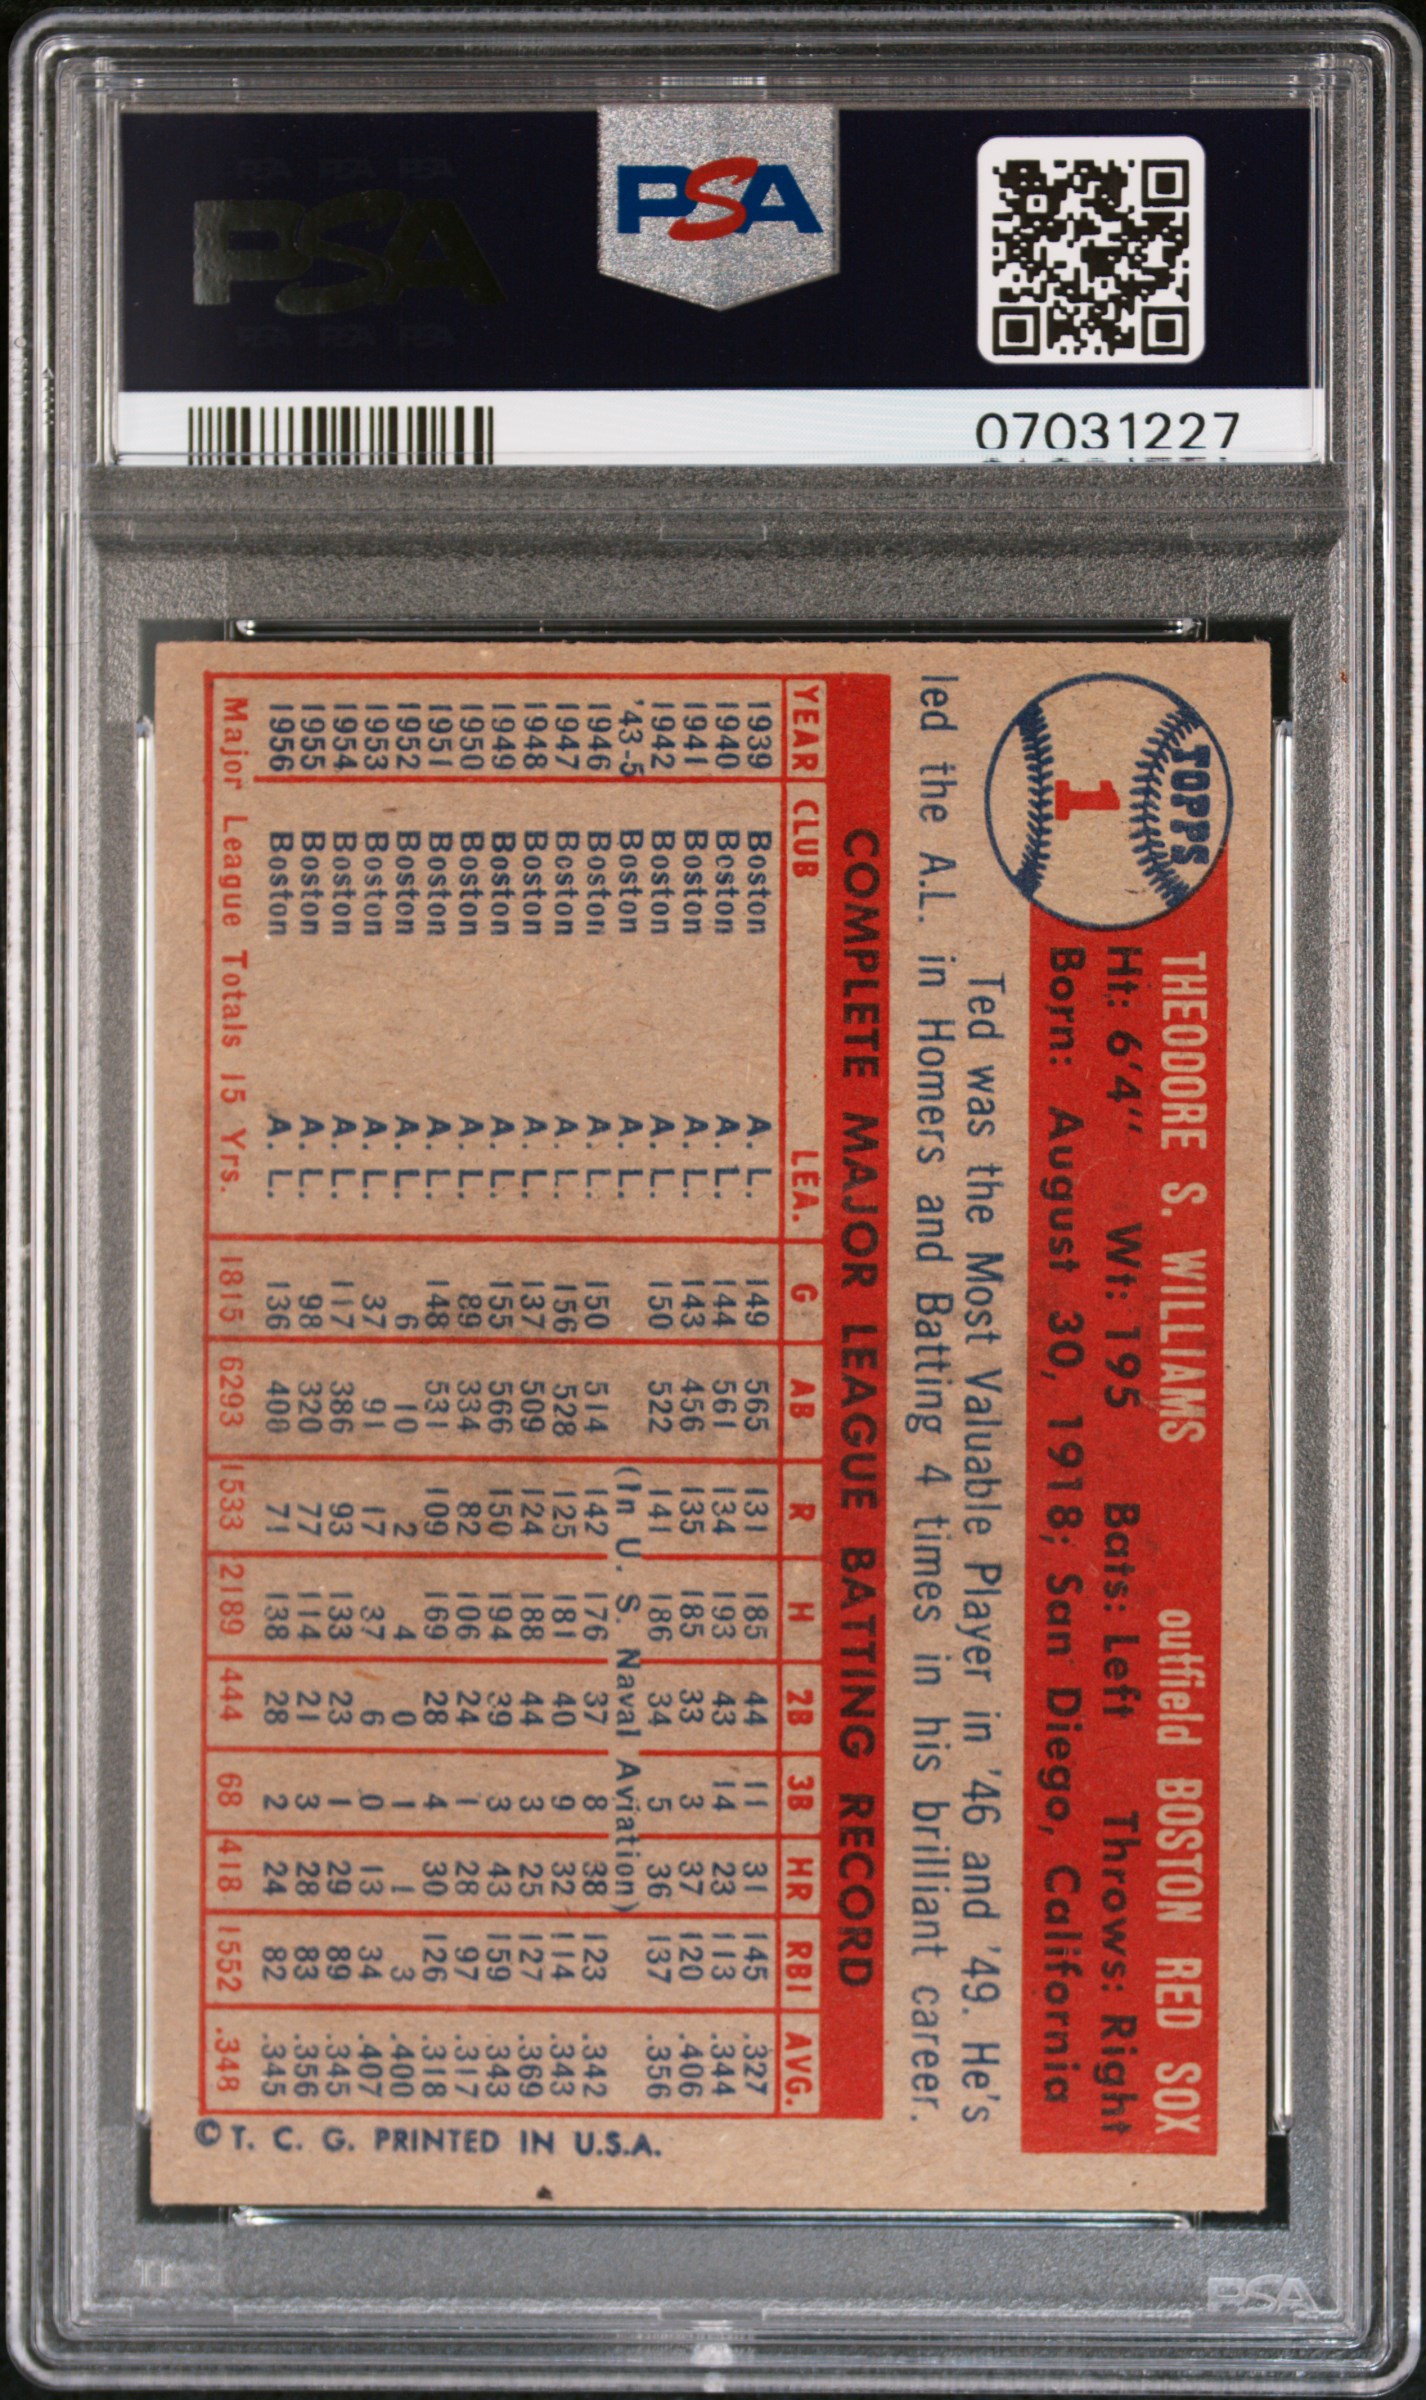 PSA PSA PSA
PSA
PSA PSA PSA
PSA
07031227
TOPPS
1
THEODORE S. WILLIAMS outfield BOSTON RED SOX
Ht: 6'4" Wt: 195 Bats: Left Throws: Right
Born: August 30, 1918; San Diego, California
Ted was the Most Valuable Player in '46 and '49. He's
led the A.L. in Homers and Batting 4 times in his brilliant career.
COMPLETE MAJOR LEAGUE BATTING RECORD
YEAR CLUB LEA. G AB R H 2B 3B HR RBI AVG.
1939 Boston A. L. 149 565 131 185 44 11 31 145 .327
1940 Boston A. L. 144 561 134 193 43 14 23 113 .344
1941 Boston A. L. 143 456 135 185 33 3 37 120 .406
1942 Boston A. L. 150 522 141 186 34 5 36 137 .356
'43-5 Boston A. L. (In U. S. Naval Aviation)
1946 Boston A. L. 150 514 142 176 37 8 38 123 .342
1947 Boston A. L. 156 528 125 181 40 9 32 114 .343
1948 Boston A. L. 137 509 124 188 44 3 25 127 .369
1949 Boston A. L. 155 566 150 194 39 3 43 159 .343
1950 Boston A. L. 89 334 82 106 24 1 28 97 .317
1951 Boston A. L. 148 531 109 169 28 4 30 126 .318
1952 Boston A. L. 6 10 2 4 0 1 1 3 .400
1953 Boston A. L. 37 91 17 37 6 0 13 34 .407
1954 Boston A. L. 117 386 93 133 23 1 29 89 .345
1955 Boston A. L. 98 320 77 114 21 3 28 83 .356
1956 Boston A. L. 136 400 71 138 28 2 24 82 .345
Major League Totals 15 Yrs. 1815 6293 1533 2189 444 68 418 1552 .348
© T. C. G. PRINTED IN U.S.A.
PSA